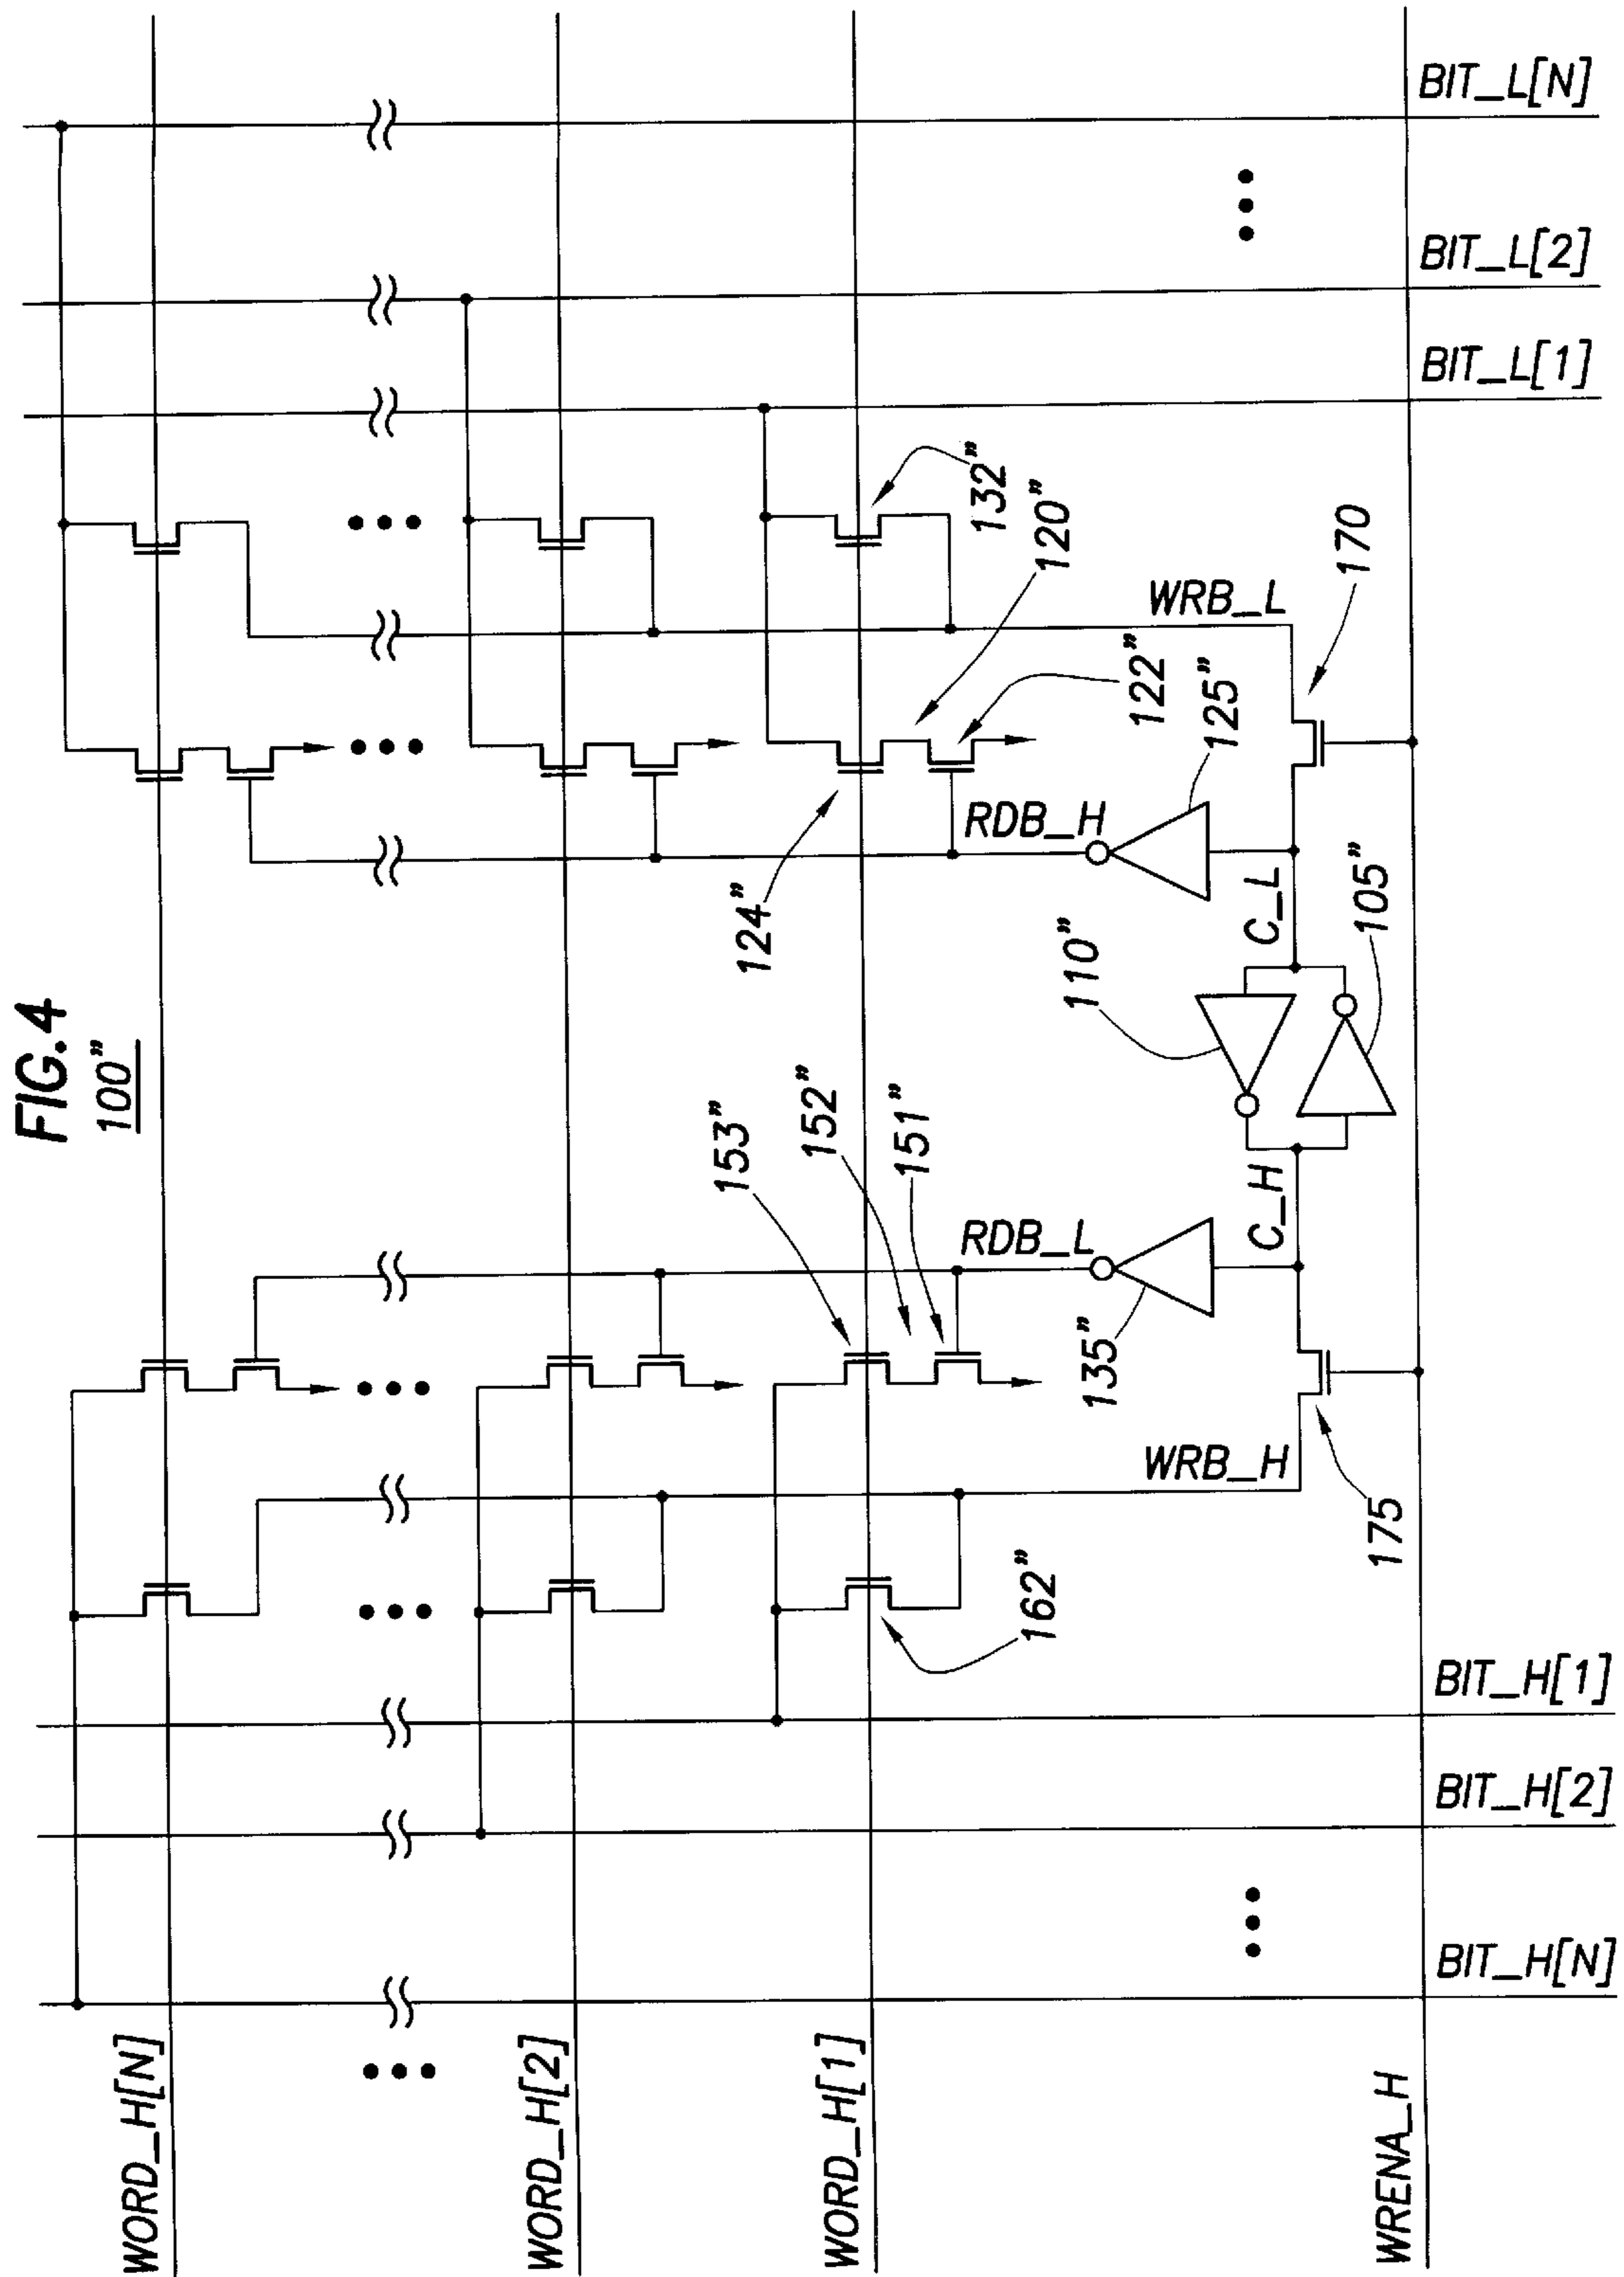 FIG.4
100”
WORD_H[N]
WORD_H[2]
WORD_H[1]
WRENA_H
BIT_H[N]
BIT_H[2]
BIT_H[1]
BIT_L[1]
BIT_L[2]
BIT_L[N]
153”
152”
151”
162”
124”
120”
132”
122”
125”
RDB_L
RDB_H
WRB_H
WRB_L
135”
C_H
C_L
110”
105”
175
170